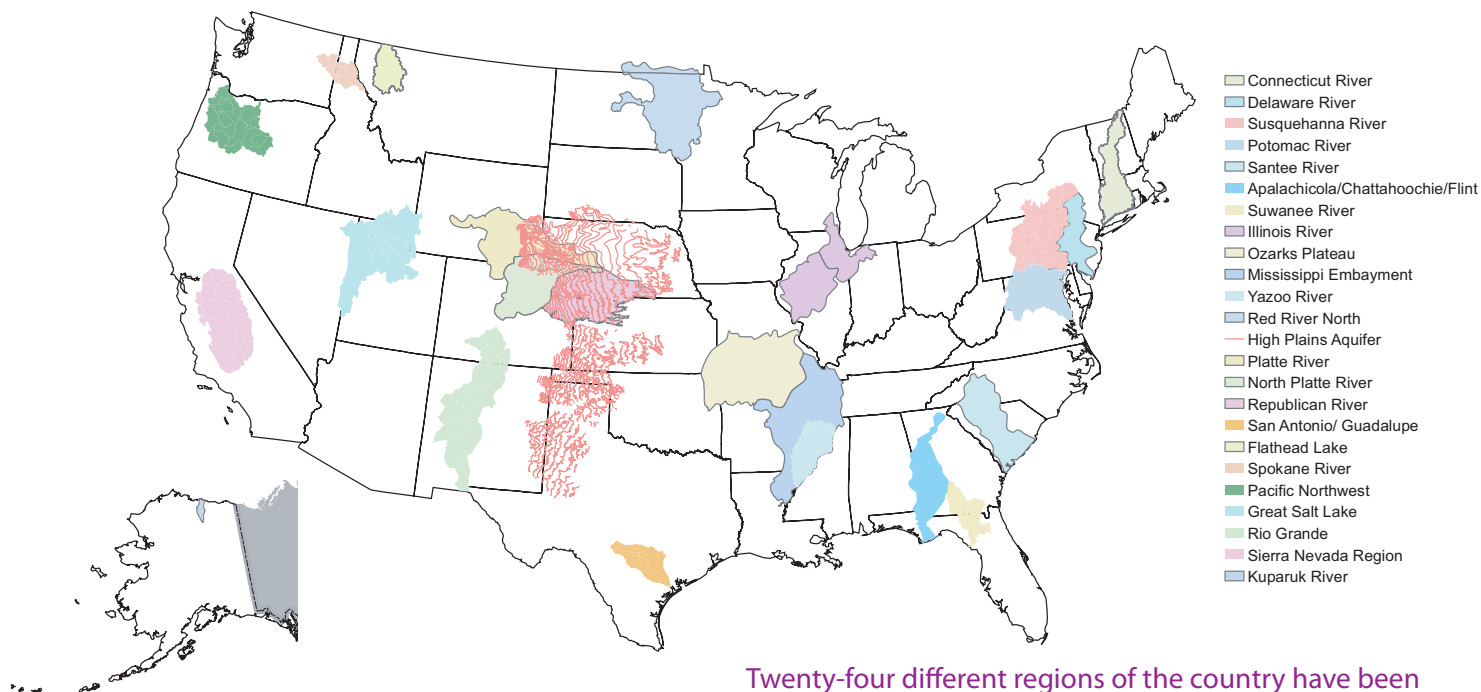 Connecticut River
Delaware River
Susquehanna River
Potomac River
Santee River
Apalachicola/Chattahoochie/Flint
Suwanee River
Illinois River
Ozarks Plateau
Mississippi Embayment
Yazoo River
Red River North
High Plains Aquifer
Platte River
North Platte River
Republican River
San Antonio/ Guadalupe
Flathead Lake
Spokane River
Pacific Northwest
Great Salt Lake
Rio Grande
Sierra Nevada Region
Kuparuk River
Twenty-four different regions of the country have been